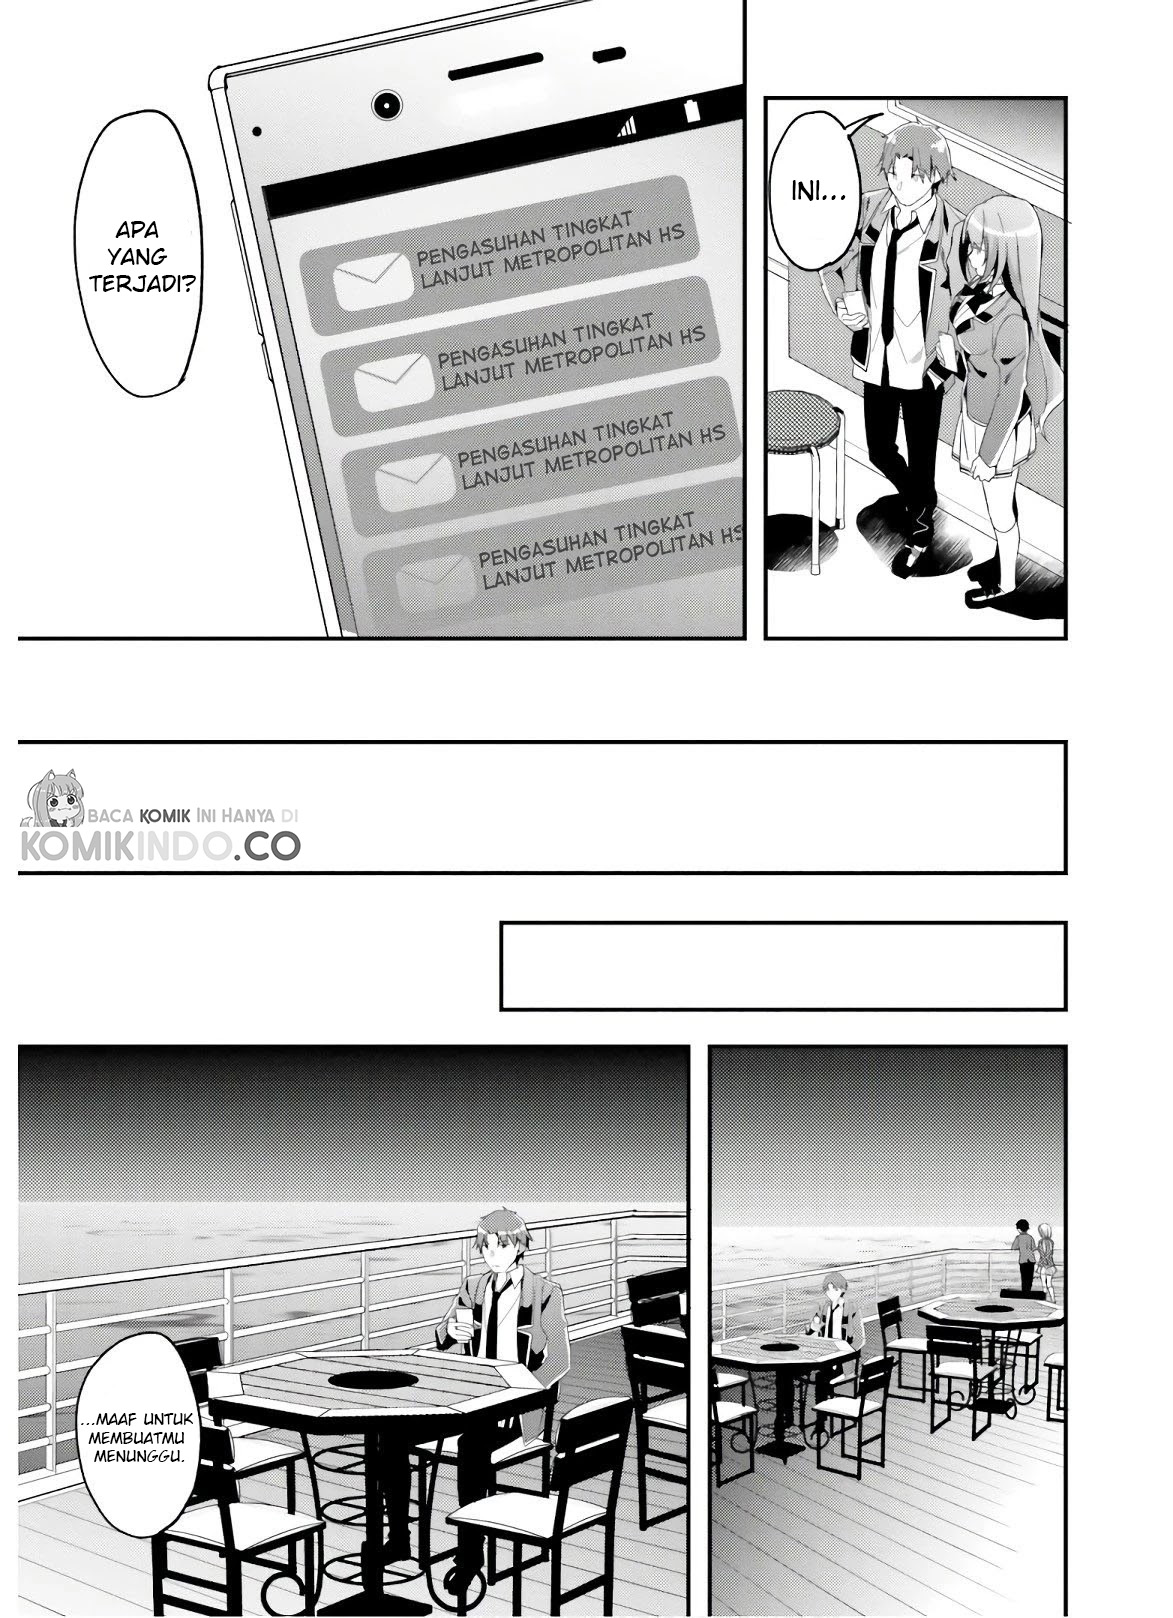 INI...
PENGASUHAN TINGKAT
LANJUT METROPOLITAN HS
PENGASUHAN TINGKAT
LANJUT METROPOLITAN HS
PENGASUHAN TINGKAT
LANJUT METROPOLITAN HS
PENGASUHAN TINGKAT
LANJUT METROPOLITAN HS
APA
YANG
TERJADI?
BACA KOMIK INI HANYA DI
KOMIKINDO.CO
...MAAF UNTUK
MEMBUATMU
MENUNGGU.